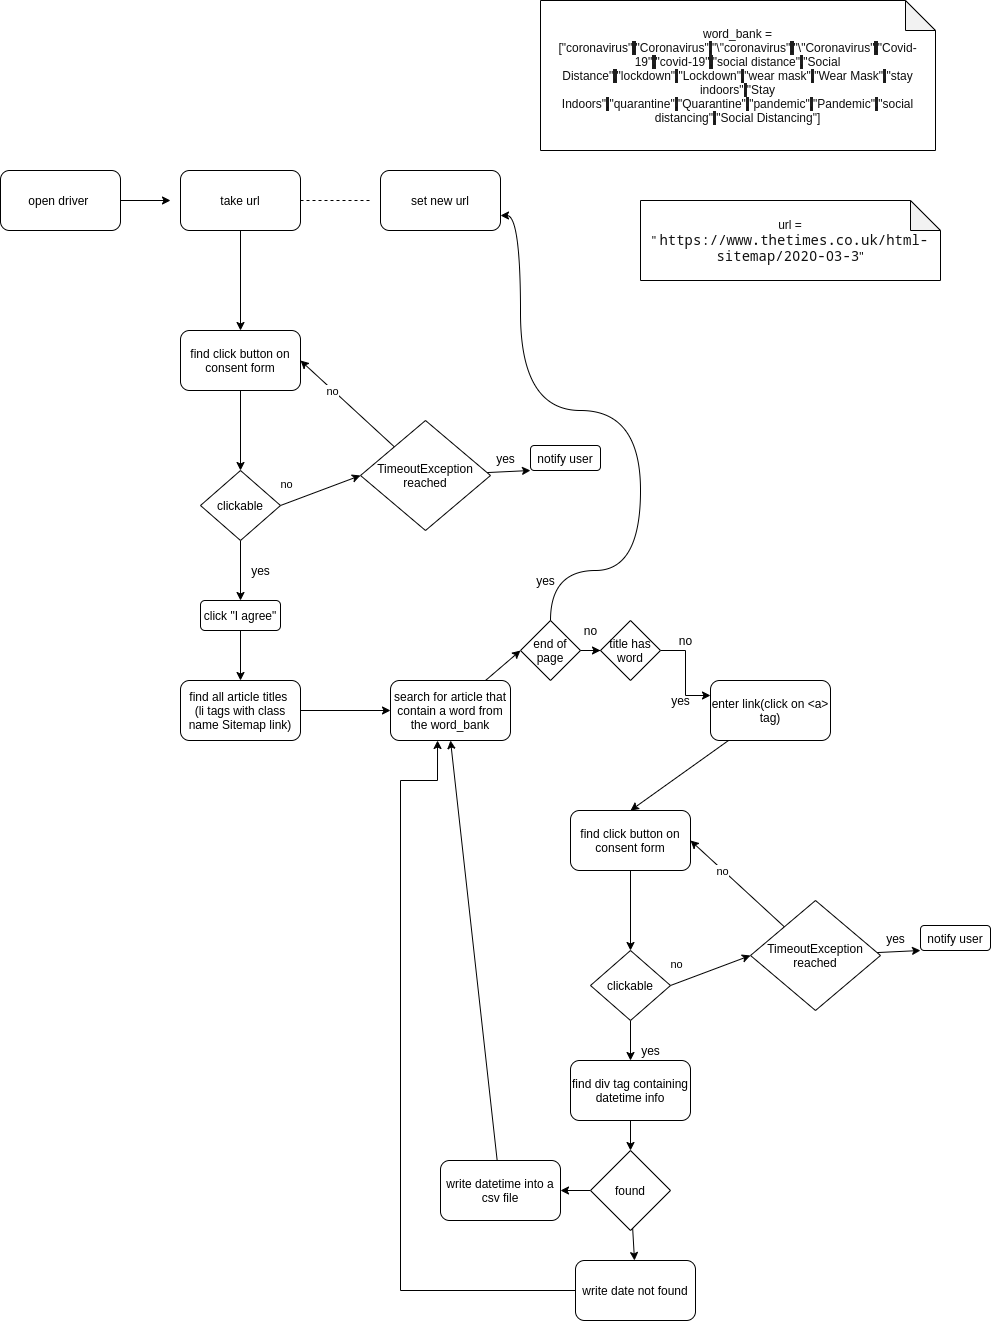 word_bank =
["coronavirus","Coronavirus","\"coronavirus","\"Coronavirus","Covid-
19","covid-19","social distance","Social
Distance","lockdown","Lockdown","wear mask","Wear Mask","stay
indoors","Stay
Indoors","quarantine","Quarantine","pandemic","Pandemic","social
distancing","Social Distancing"]
open driver
take url
set new url
url =
"https://www.thetimes.co.uk/html-
sitemap/2020-03-3"
find click button on
consent form
no
TimeoutException
reached
yes
notify user
no
clickable
yes
click "I agree"
yes
end of
page
no
title has
word
no
find all article titles
(li tags with class
name Sitemap link)
search for article that
contain a word from
the word_bank
yes
enter link(click on <a>
tag)
find click button on
consent form
no
TimeoutException
reached
yes
notify user
no
clickable
yes
find div tag containing
datetime info
write datetime into a
csv file
found
write date not found